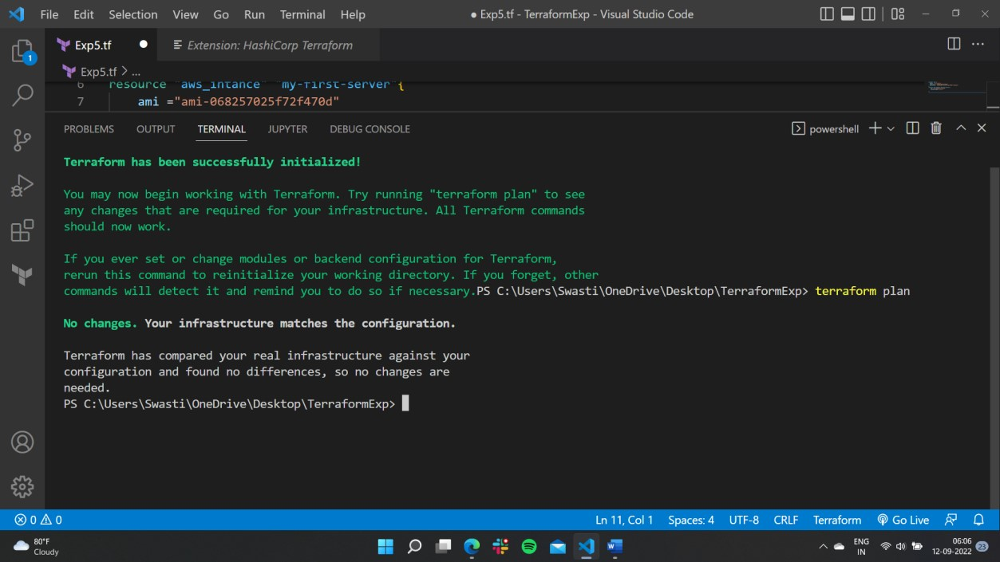 File Edit Selection View Go Run Terminal Help
● Exp5.tf - TerraformExp - Visual Studio Code
Exp5.tf
Extension: HashiCorp Terraform
1
Exp5.tf > ...
6 resource "aws_intance" "my-first-server"{
7 ami ="ami-068257025f72f470d"
PROBLEMS OUTPUT TERMINAL JUPYTER DEBUG CONSOLE
powershell
Terraform has been successfully initialized!
You may now begin working with Terraform. Try running "terraform plan" to see
any changes that are required for your infrastructure. All Terraform commands
should now work.
If you ever set or change modules or backend configuration for Terraform,
rerun this command to reinitialize your working directory. If you forget, other
commands will detect it and remind you to do so if necessary.PS C:\Users\Swasti\OneDrive\Desktop\TerraformExp> terraform plan
No changes. Your infrastructure matches the configuration.
Terraform has compared your real infrastructure against your
configuration and found no differences, so no changes are
needed.
PS C:\Users\Swasti\OneDrive\Desktop\TerraformExp>
0 0
Ln 11, Col 1 Spaces: 4 UTF-8 CRLF Terraform Go Live
80°F
Cloudy
ENG
IN
06:06
12-09-2022
23